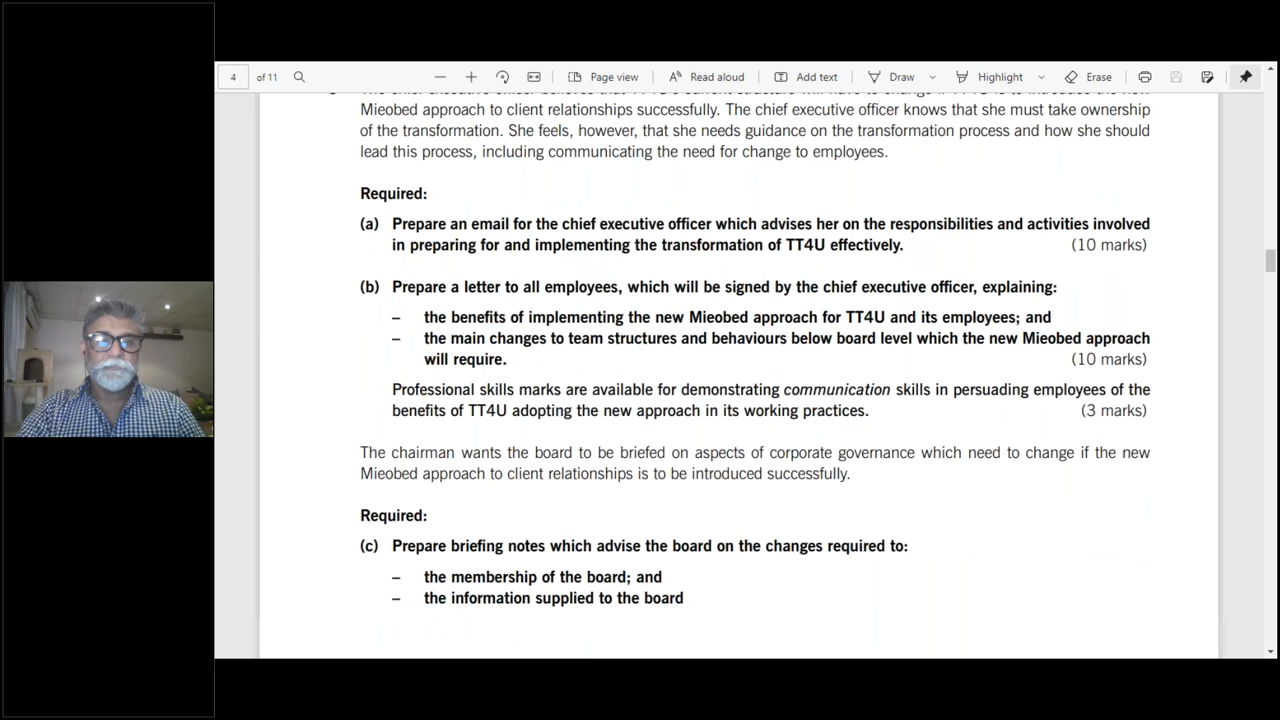 4 of 11 Page view Read aloud Add text Draw Highlight Erase
Mieobed approach to client relationships successfully. The chief executive officer knows that she must take ownership
of the transformation. She feels, however, that she needs guidance on the transformation process and how she should
lead this process, including communicating the need for change to employees.
Required:
(a) Prepare an email for the chief executive officer which advises her on the responsibilities and activities involved
in preparing for and implementing the transformation of TT4U effectively. (10 marks)
(b) Prepare a letter to all employees, which will be signed by the chief executive officer, explaining:
– the benefits of implementing the new Mieobed approach for TT4U and its employees; and
– the main changes to team structures and behaviours below board level which the new Mieobed approach
will require. (10 marks)
Professional skills marks are available for demonstrating communication skills in persuading employees of the
benefits of TT4U adopting the new approach in its working practices. (3 marks)
The chairman wants the board to be briefed on aspects of corporate governance which need to change if the new
Mieobed approach to client relationships is to be introduced successfully.
Required:
(c) Prepare briefing notes which advise the board on the changes required to:
– the membership of the board; and
– the information supplied to the board